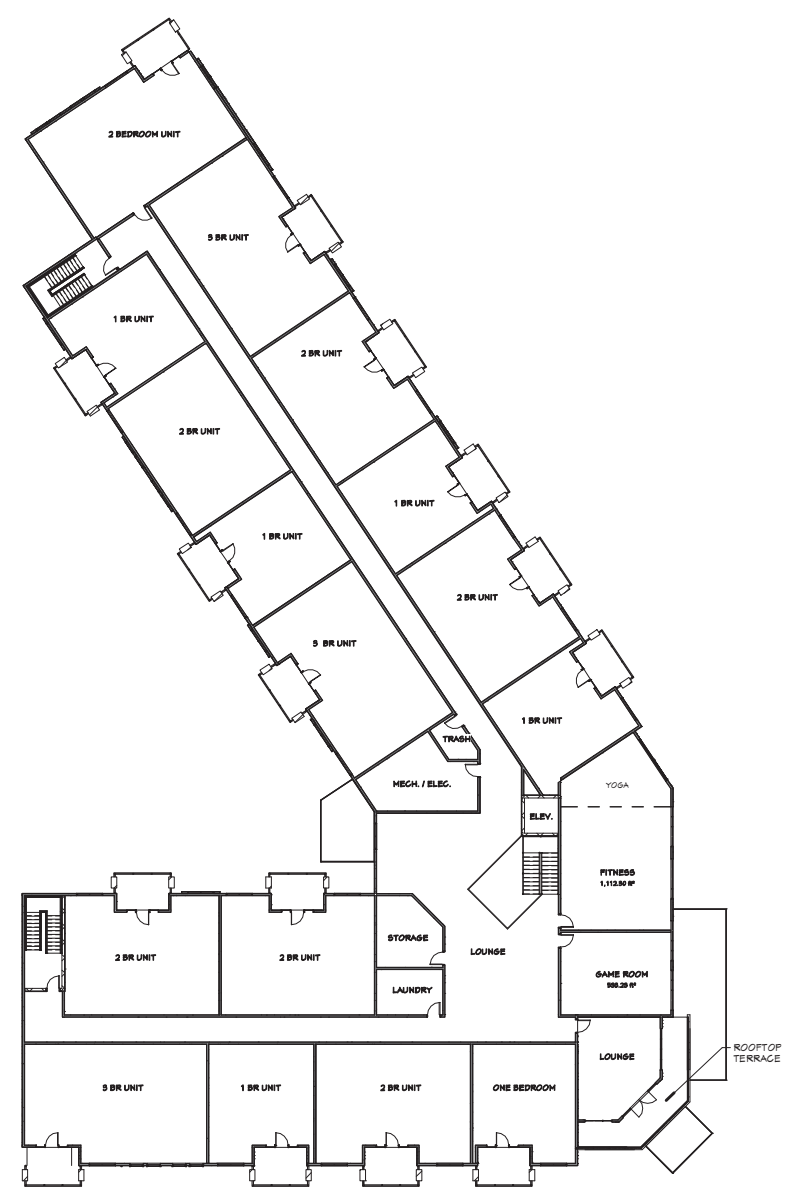 2 BEDROOM UNIT
3 BR UNIT
1 BR UNIT
2 BR UNIT
2 BR UNIT
1 BR UNIT
1 BR UNIT
2 BR UNIT
3 BR UNIT
1 BR UNIT
TRASH
MECH. / ELEC.
YOGA
ELEV.
FITNESS
1,112.50 ft²
STORAGE
LOUNGE
2 BR UNIT
2 BR UNIT
GAME ROOM
LAUNDRY
LOUNGE
ROOFTOP
TERRACE
3 BR UNIT
1 BR UNIT
2 BR UNIT
ONE BEDROOM